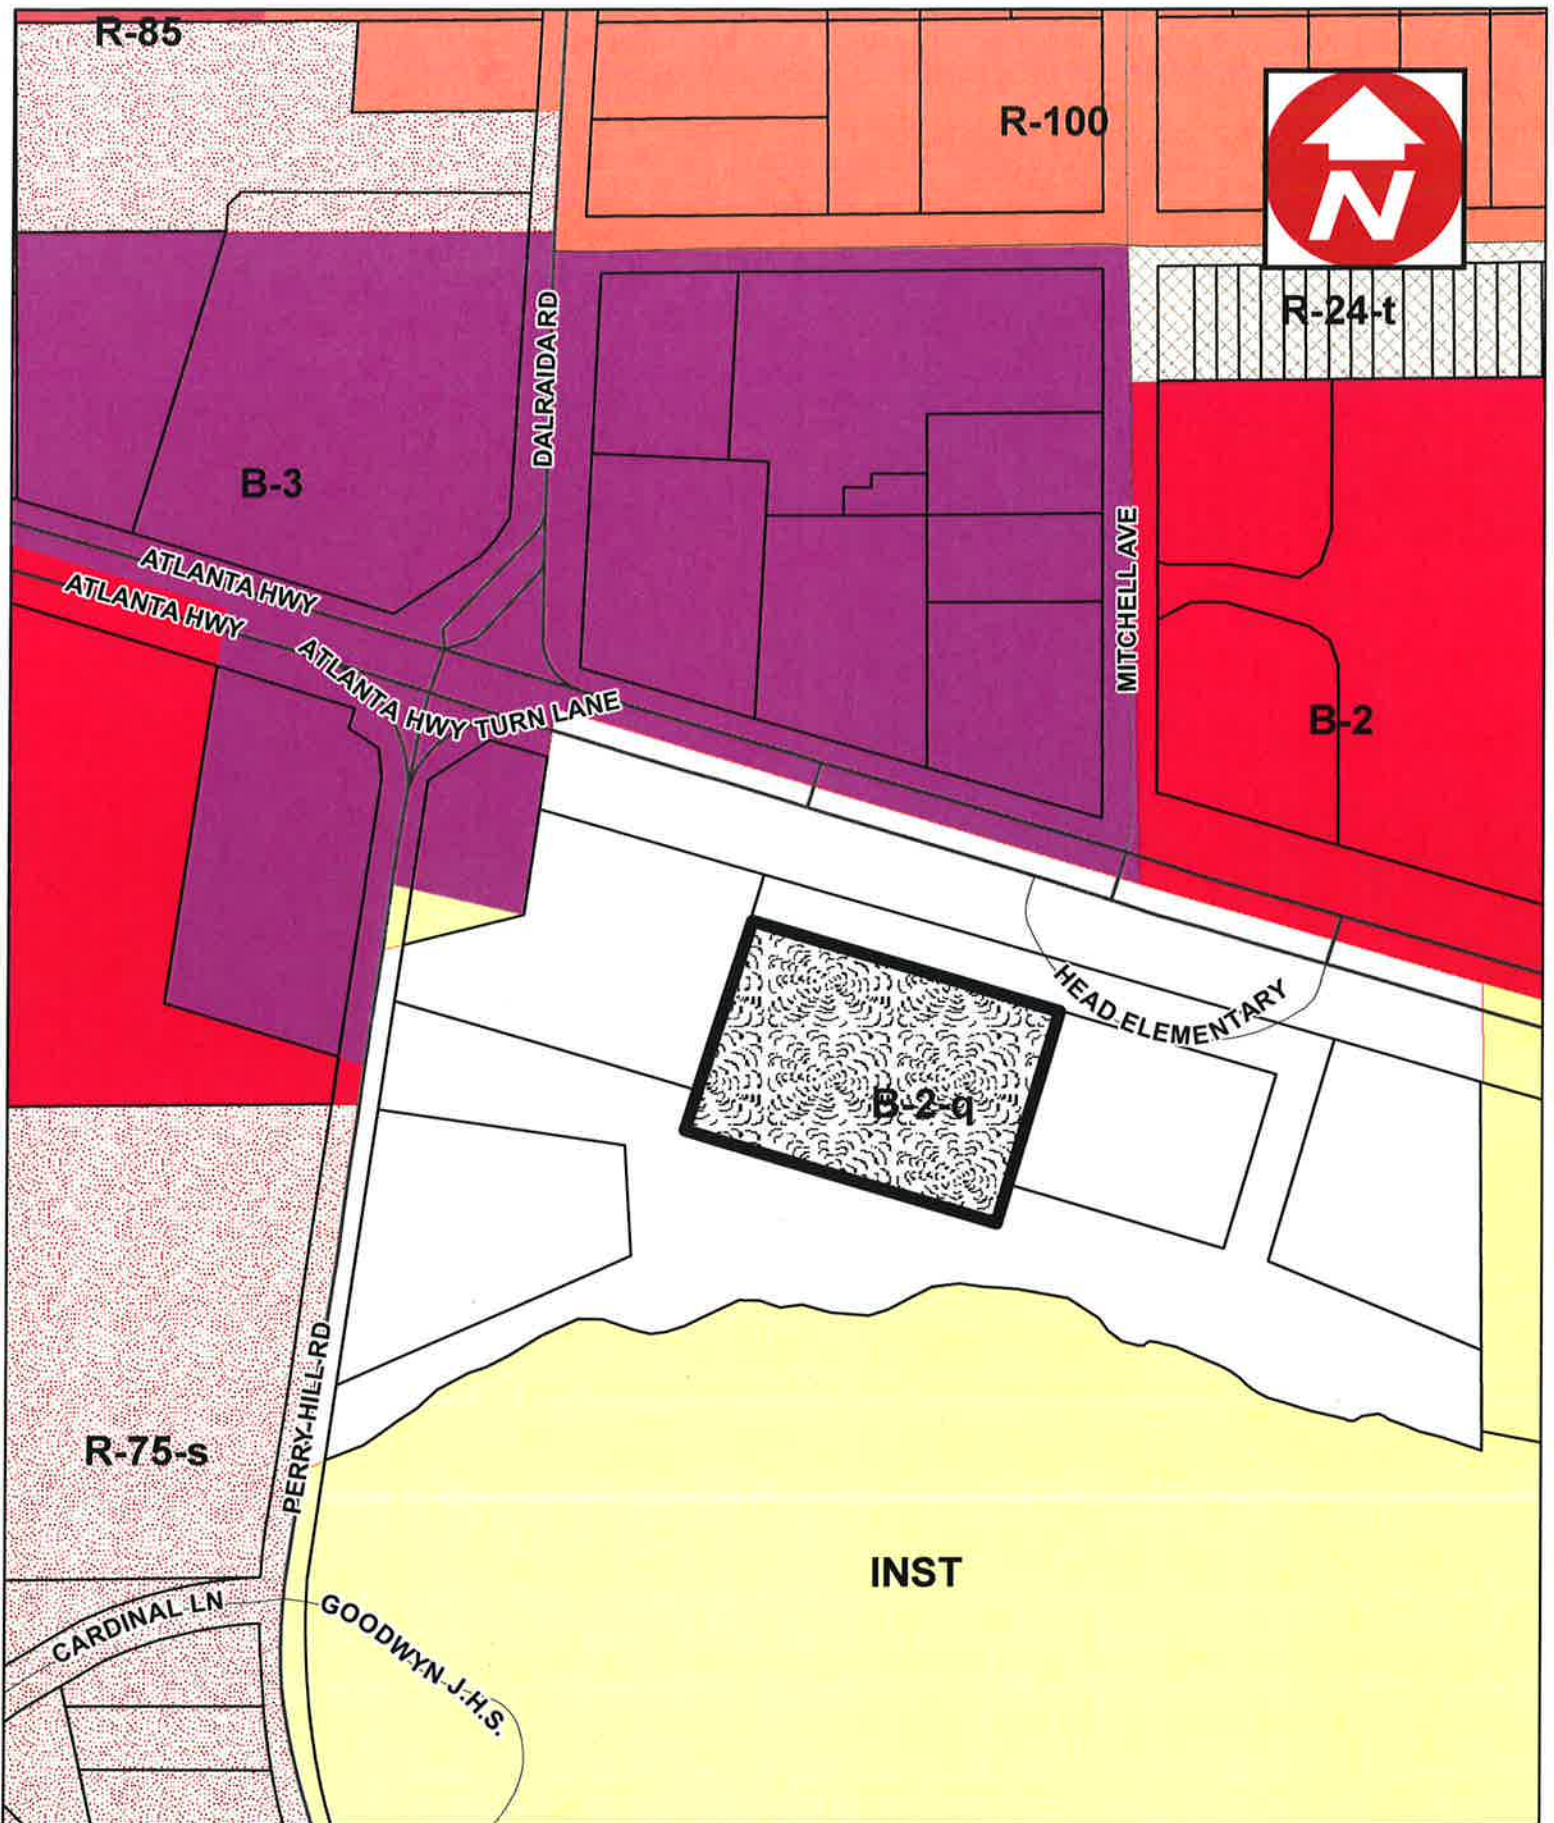 R-85
R-100
N
R-24-t
DALRAIDA RD
B-3
MITCHELL AVE
ATLANTA HWY
ATLANTA HWY
ATLANTA HWY TURN LANE
B-2
HEAD ELEMENTARY
B-2-q
PERRY HILL RD
R-75-s
INST
CARDINAL LN
GOODWYN J.H.S.